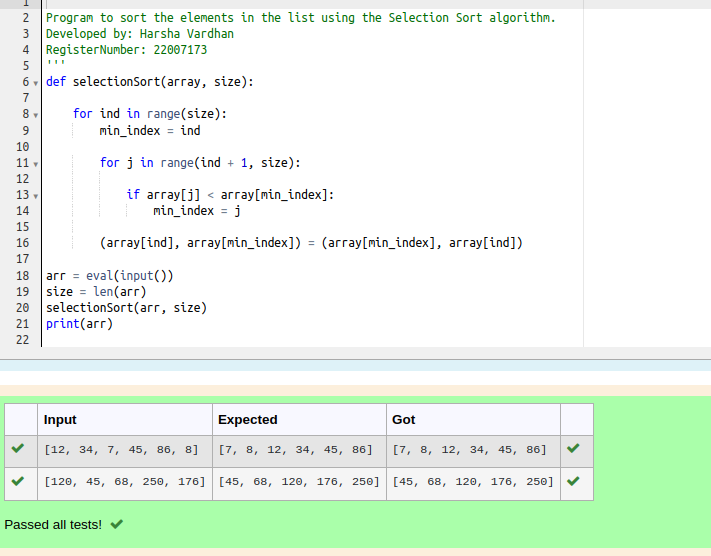 1
2 Program to sort the elements in the list using the Selection Sort algorithm.
3 Developed by: Harsha Vardhan
4 RegisterNumber: 22007173
5 '''
6 def selectionSort(array, size):
7
8     for ind in range(size):
9         min_index = ind
10
11         for j in range(ind + 1, size):
12
13             if array[j] < array[min_index]:
14                 min_index = j
15
16         (array[ind], array[min_index]) = (array[min_index], array[ind])
17
18 arr = eval(input())
19 size = len(arr)
20 selectionSort(arr, size)
21 print(arr)
22
Input Expected Got
[12, 34, 7, 45, 86, 8] [7, 8, 12, 34, 45, 86] [7, 8, 12, 34, 45, 86]
[120, 45, 68, 250, 176] [45, 68, 120, 176, 250] [45, 68, 120, 176, 250]
Passed all tests!